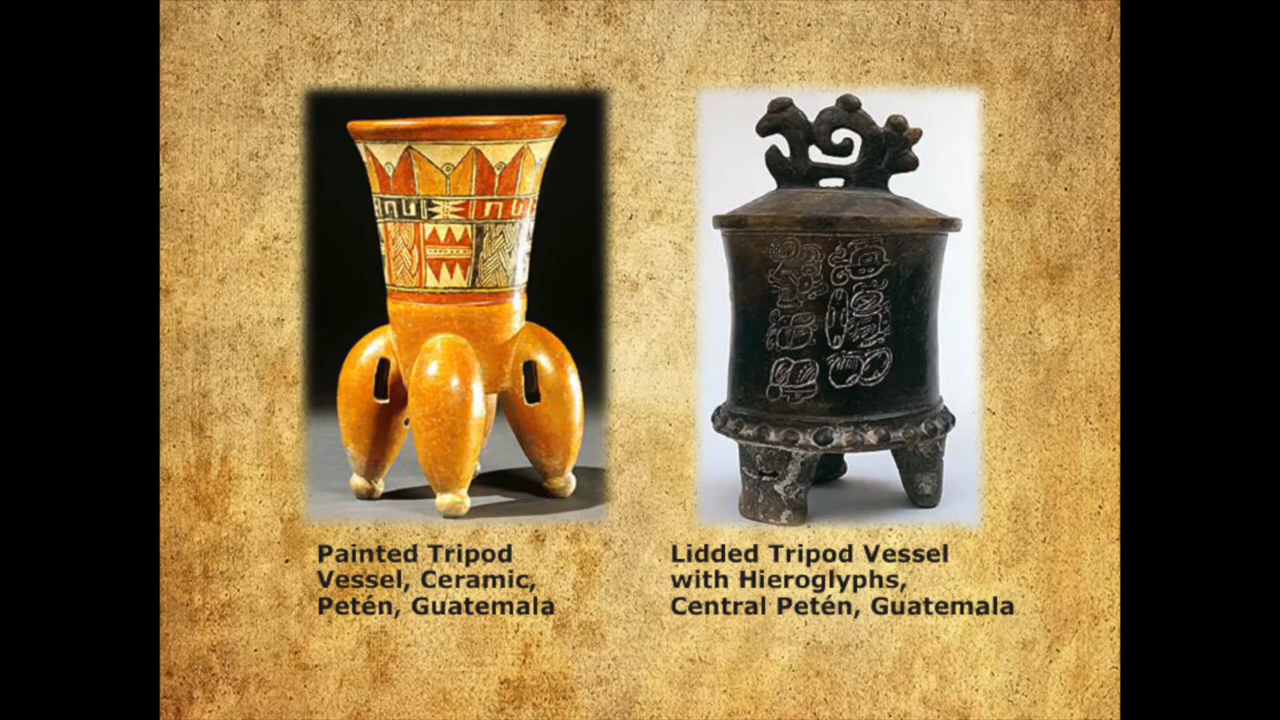 Painted Tripod
Vessel, Ceramic,
Petén, Guatemala
Lidded Tripod Vessel
with Hieroglyphs,
Central Petén, Guatemala